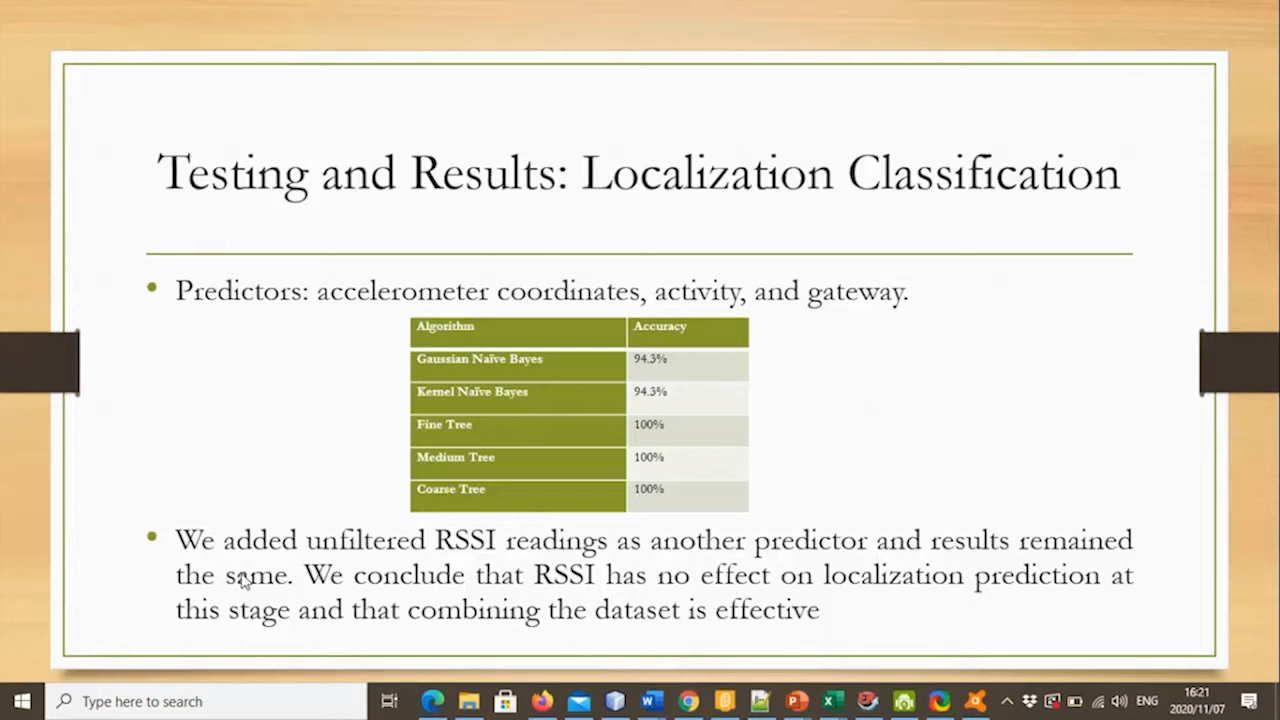 Testing and Results: Localization Classification
• Predictors: accelerometer coordinates, activity, and gateway.
Algorithm Accuracy
Gaussian Naïve Bayes 94.3%
Kernel Naïve Bayes 94.3%
Fine Tree 100%
Medium Tree 100%
Coarse Tree 100%
• We added unfiltered RSSI readings as another predictor and results remained
the same. We conclude that RSSI has no effect on localization prediction at
this stage and that combining the dataset is effective
Type here to search
ENG
16:21
2020/11/07